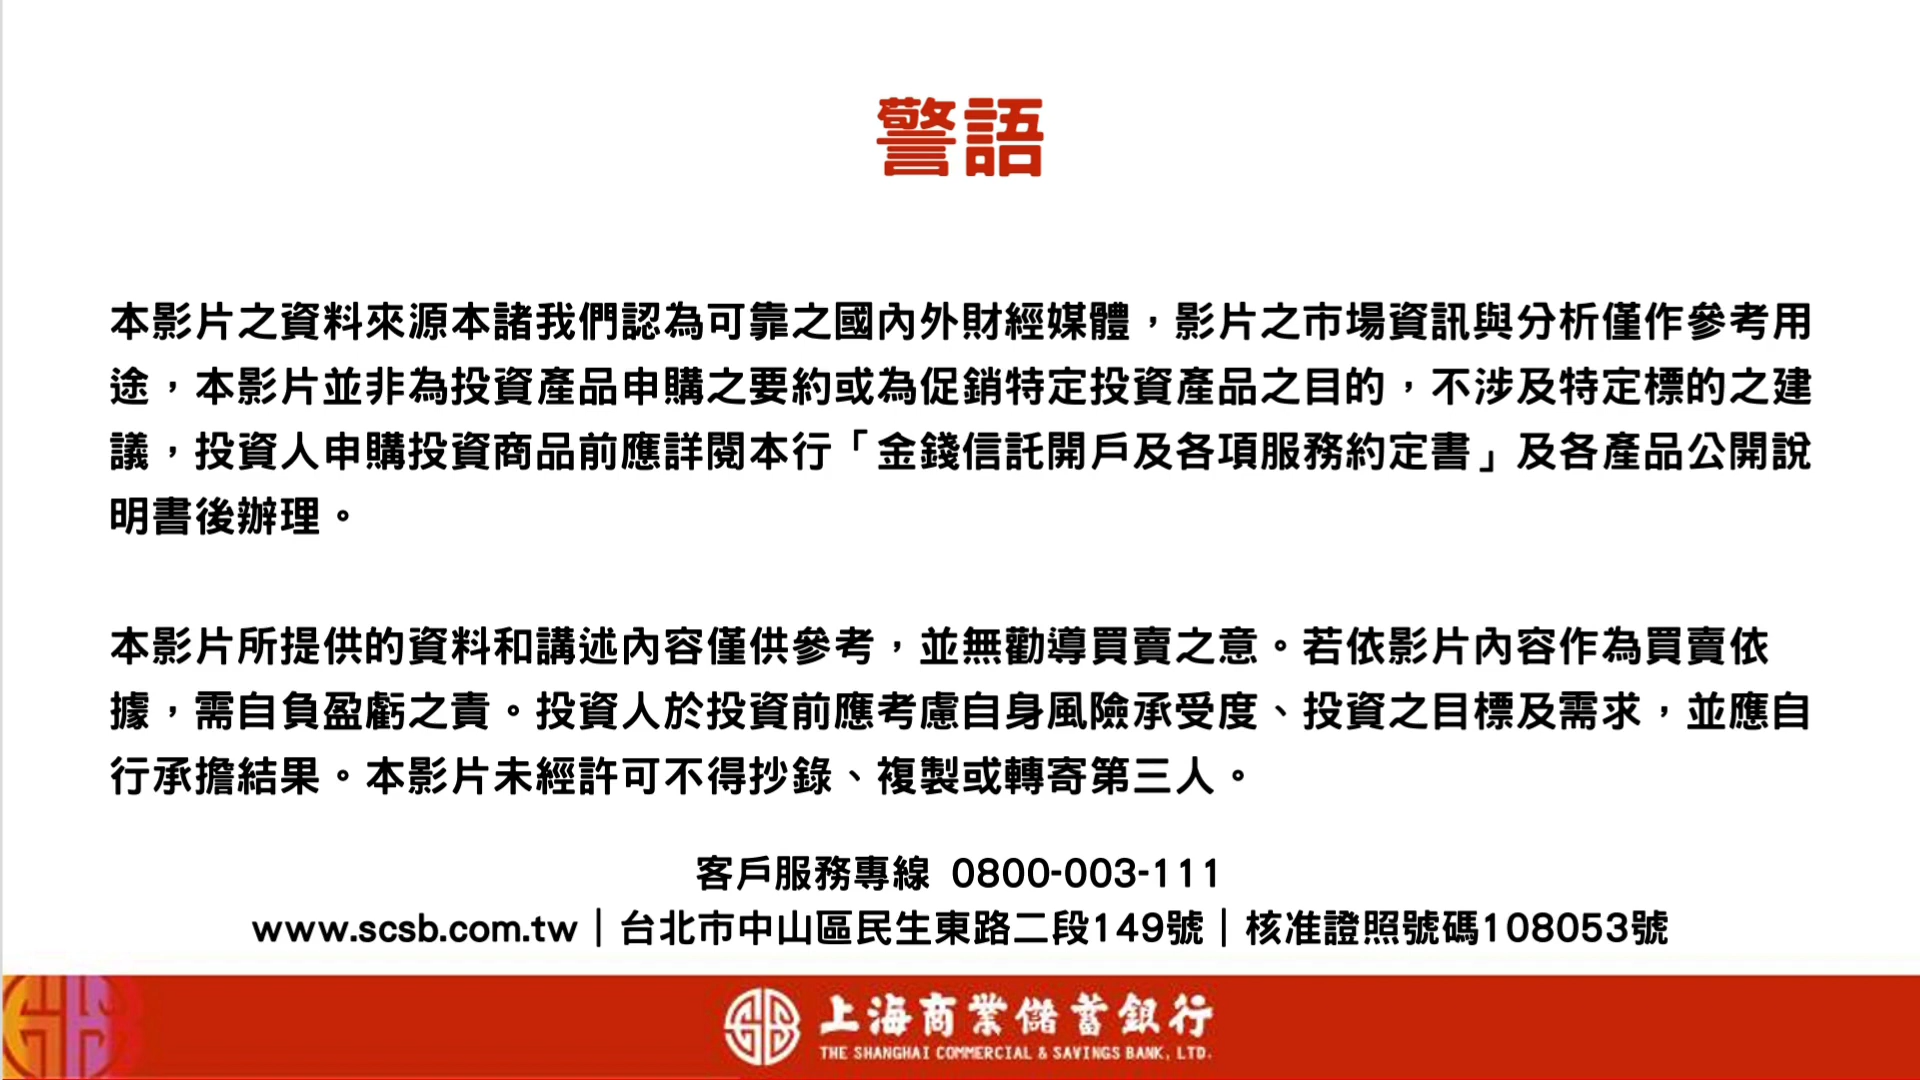 警語
本影片之資料來源本諸我們認為可靠之國內外財經媒體，影片之市場資訊與分析僅作參考用
途，本影片並非為投資產品申購之要約或為促銷特定投資產品之目的，不涉及特定標的之建
議，投資人申購投資商品前應詳閱本行「金錢信託開戶及各項服務約定書」及各產品公開說
明書後辦理。
本影片所提供的資料和講述內容僅供參考，並無勸導買賣之意。若依影片內容作為買賣依
據，需自負盈虧之責。投資人於投資前應考慮自身風險承受度、投資之目標及需求，並應自
行承擔結果。本影片未經許可不得抄錄、複製或轉寄第三人。
客戶服務專線 0800-003-111
www.scsb.com.tw｜台北市中山區民生東路二段149號｜核准證照號碼108053號
上海商業儲蓄銀行
THE SHANGHAI COMMERCIAL & SAVINGS BANK, LTD.